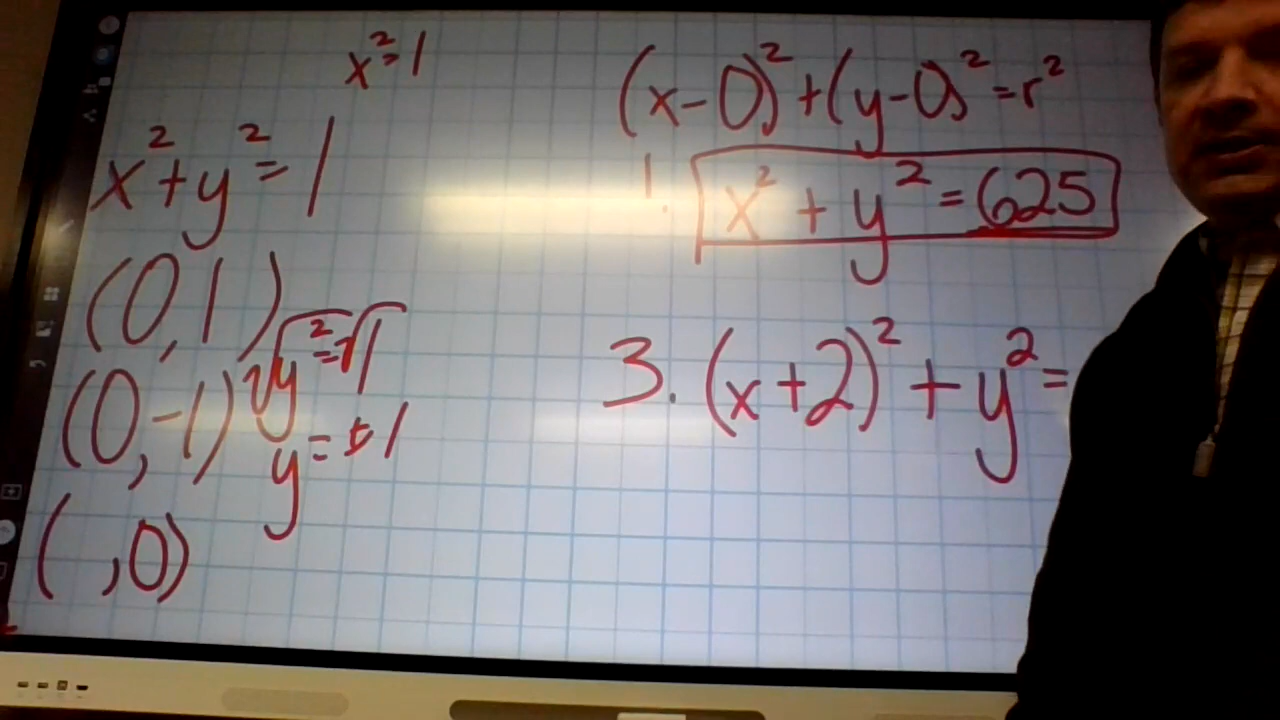 x²=1
x²+y²=1
(0,1)
(0,-1)
√y²=√1
y=±1
( ,0)
(x-0)²+(y-0)²=r²
1. x²+y²=625
3. (x+2)²+y²=